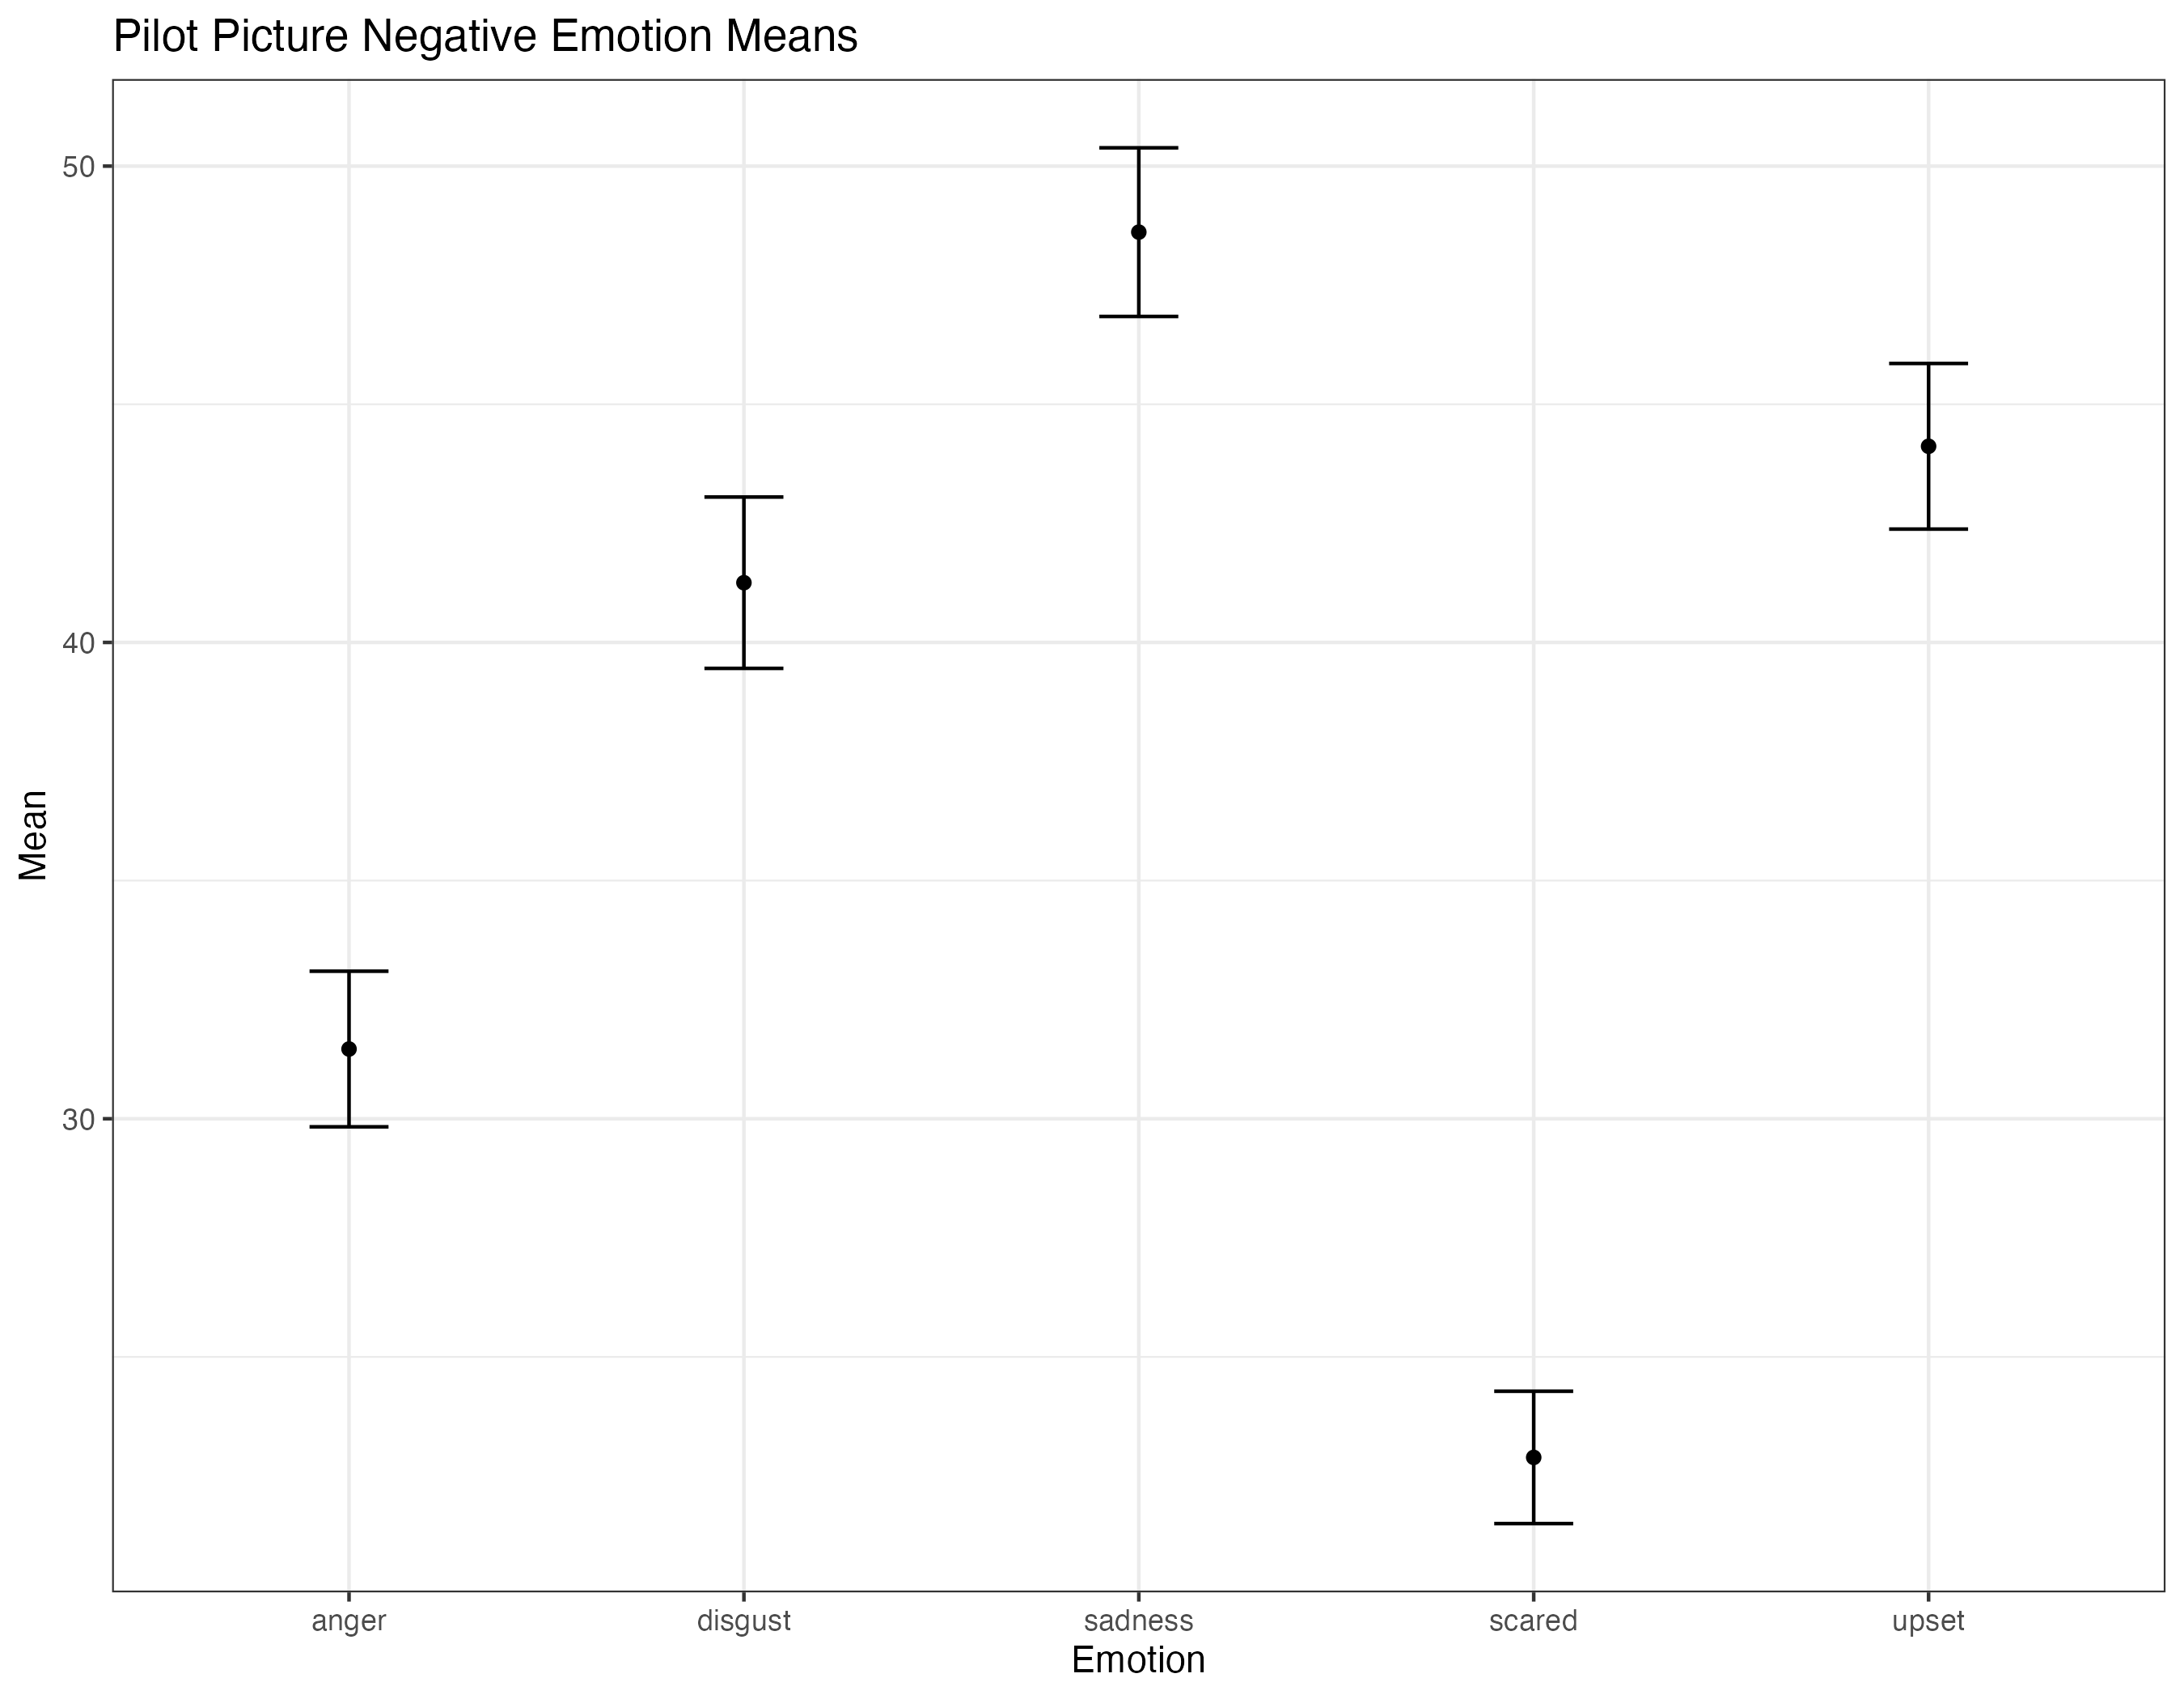 Pilot Picture Negative Emotion Means
Mean
50
40
30
anger disgust sadness scared upset
Emotion